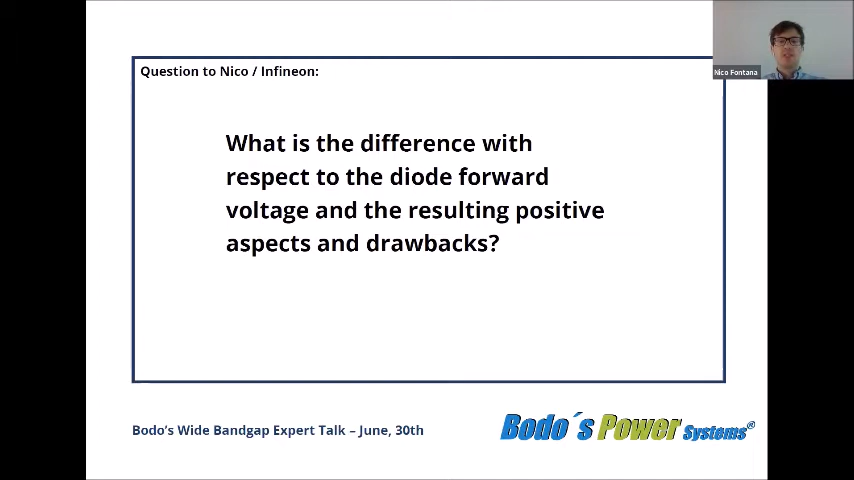 Nico Fontana
Question to Nico / Infineon:
What is the difference with
respect to the diode forward
voltage and the resulting positive
aspects and drawbacks?
Bodo's Wide Bandgap Expert Talk – June, 30th
Bodo´s Power Systems®